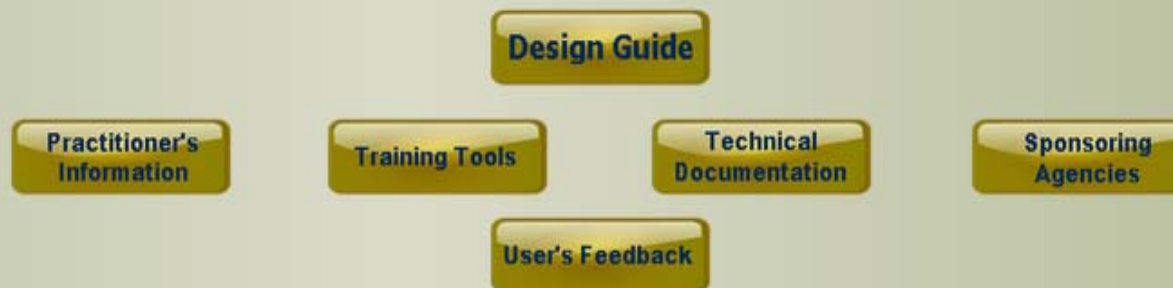 Design Guide
Practitioner's
Information
Training Tools
Technical
Documentation
Sponsoring
Agencies
User's Feedback